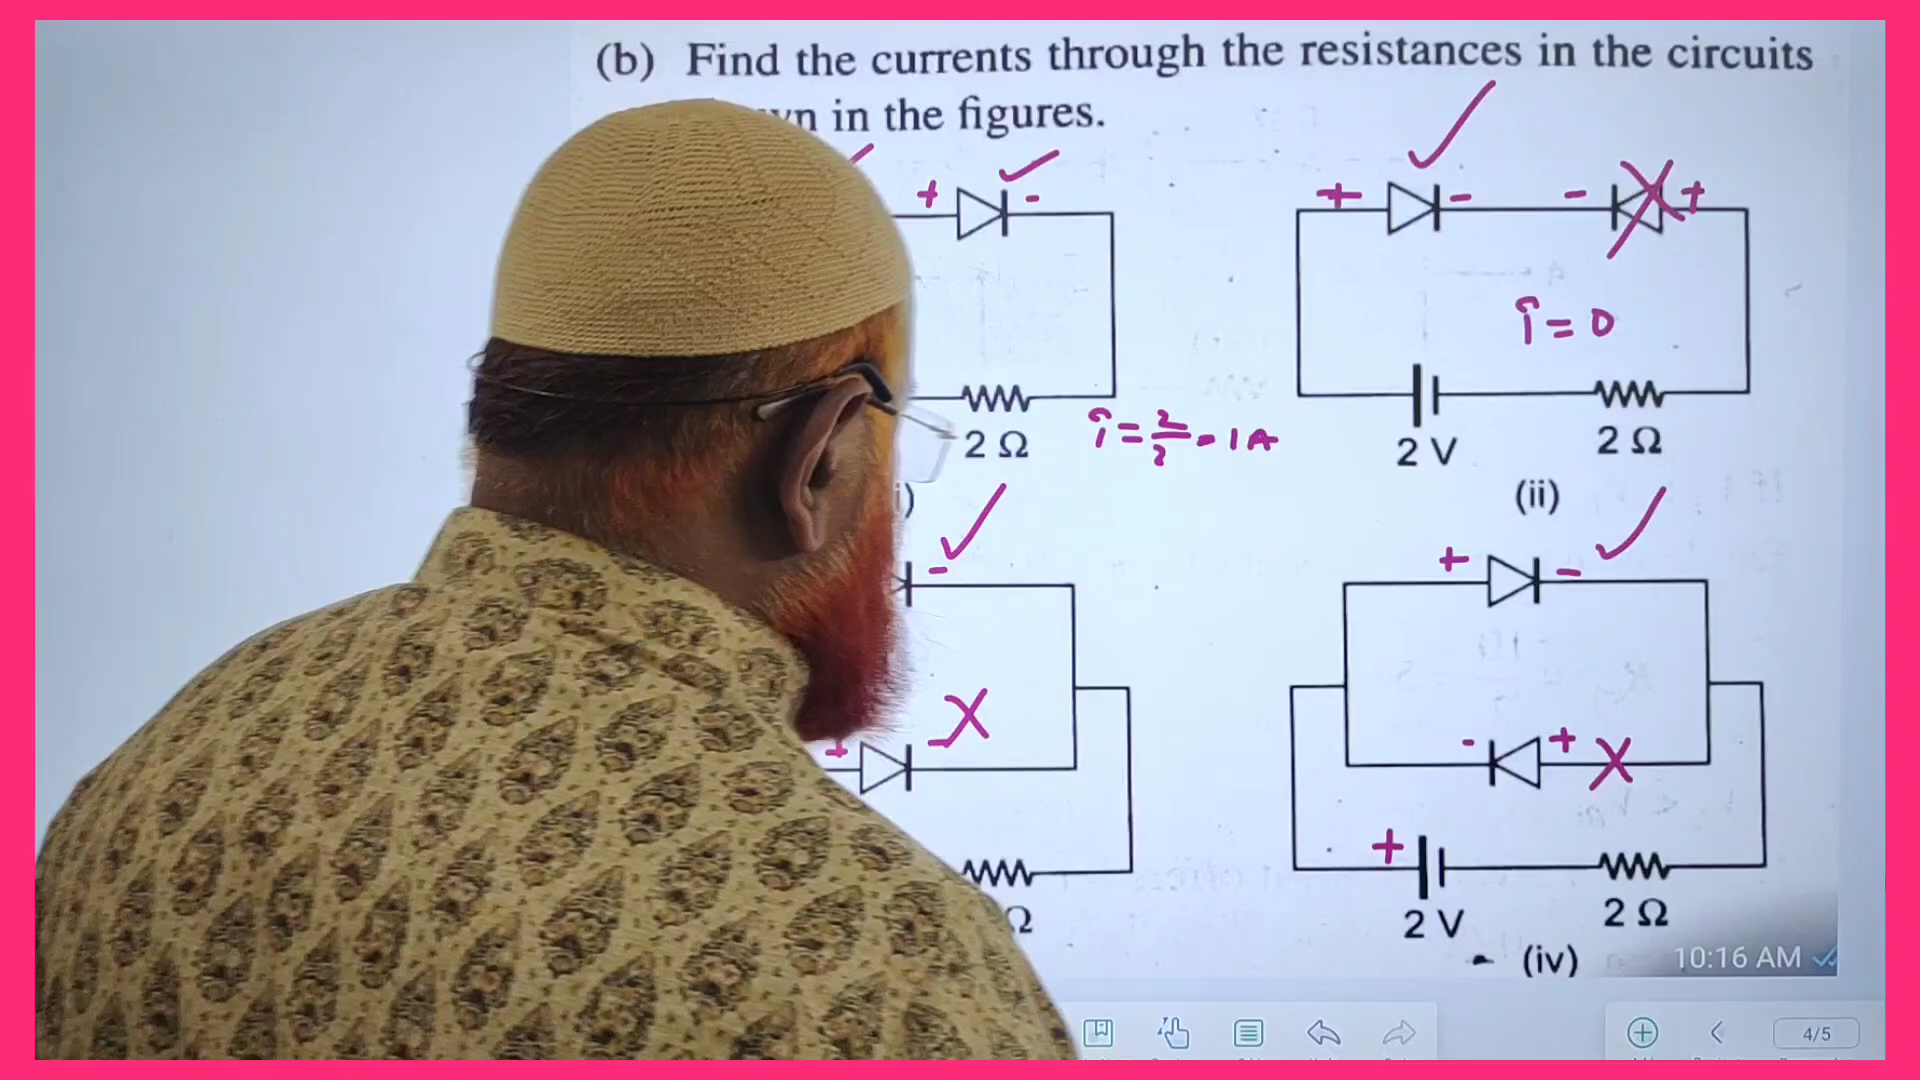 (b) Find the currents through the resistances in the circuits
in the figures.
+ - + - - +
i = 0
2 Ω i = 2/2 = 1 A 2 V 2 Ω
(ii)
- + -
+ - +
+
2 V 2 Ω
(iv) 10:16 AM
4/5